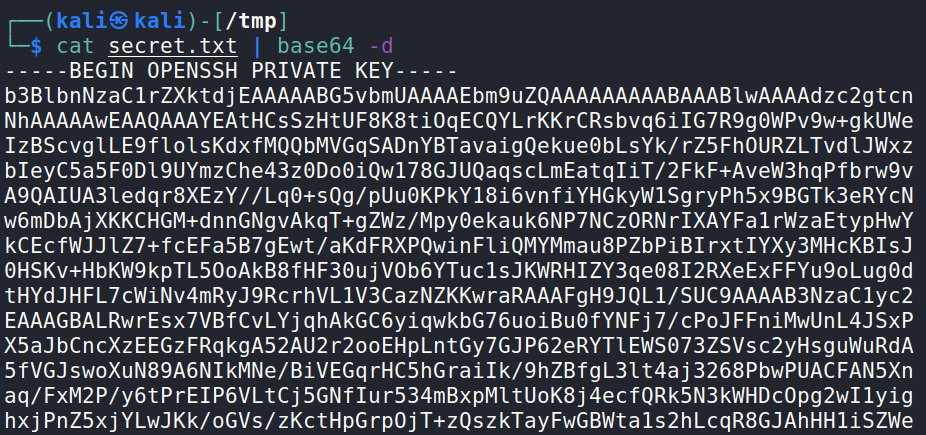 ┌──(kali㉿kali)-[/tmp]
└─$ cat secret.txt | base64 -d
-----BEGIN OPENSSH PRIVATE KEY-----
b3BlbnNzaC1rZXktdjEAAAAABG5vbmUAAAAEbm9uZQAAAAAAAAABAAABlwAAAAdzc2gtcn
NhAAAAAwEAAQAAAYEAtHCsSzHtUF8K8tiOqECQYLrKKrCRsbvq6iIG7R9g0WPv9w+gkUWe
IzBScvglLE9flolsKdxfMQQbMVGqSADnYBTavaigQekue0bLsYk/rZ5FhOURZLTvdlJWxz
bIeyC5a5F0Dl9UYmzChe43z0Do0iQw178GJUQaqscLmEatqIiT/2FkF+AveW3hqPfbrw9v
A9QAIUA3ledqr8XEzY//Lq0+sQg/pUu0KPkY18i6vnfiYHGkyW1SgryPh5x9BGTk3eRYcN
w6mDbAjXKKCHGM+dnnGNgvAkqT+gZWz/Mpy0ekauk6NP7NCzORNrIXAYFa1rWzaEtypHwY
kCEcfWJJlZ7+fcEFa5B7gEwt/aKdFRXPQwinFliQMYMmau8PZbPiBIrxtIYXy3MHcKBIsJ
0HSKv+HbKW9kpTL5OoAkB8fHF30ujVOb6YTuc1sJKWRHIZY3qe08I2RXeExFFYu9oLug0d
tHYdJHFL7cWiNv4mRyJ9RcrhVL1V3CazNZKKwraRAAAFgH9JQL1/SUC9AAAAB3NzaC1yc2
EAAAGBALRwrEsx7VBfCvLYjqhAkGC6yiqwkbG76uoiBu0fYNFj7/cPoJFFniMwUnL4JSxP
X5aJbCncXzEEGzFRqkgA52AU2r2ooEHpLntGy7GJP62eRYTlEWS073ZSVsc2yHsguWuRdA
5fVGJswoXuN89A6NIkMNe/BiVEGqrHC5hGraiIk/9hZBfgL3lt4aj3268PbwPUACFAN5Xn
aq/FxM2P/y6tPrEIP6VLtCj5GNfIur534mBxpMltUoK8j4ecfQRk5N3kWHDcOpg2wI1yig
hxjPnZ5xjYLwJKk/oGVs/zKctHpGrpOjT+zQszkTayFwGBWta1s2hLcqR8GJAhHH1iSZWe